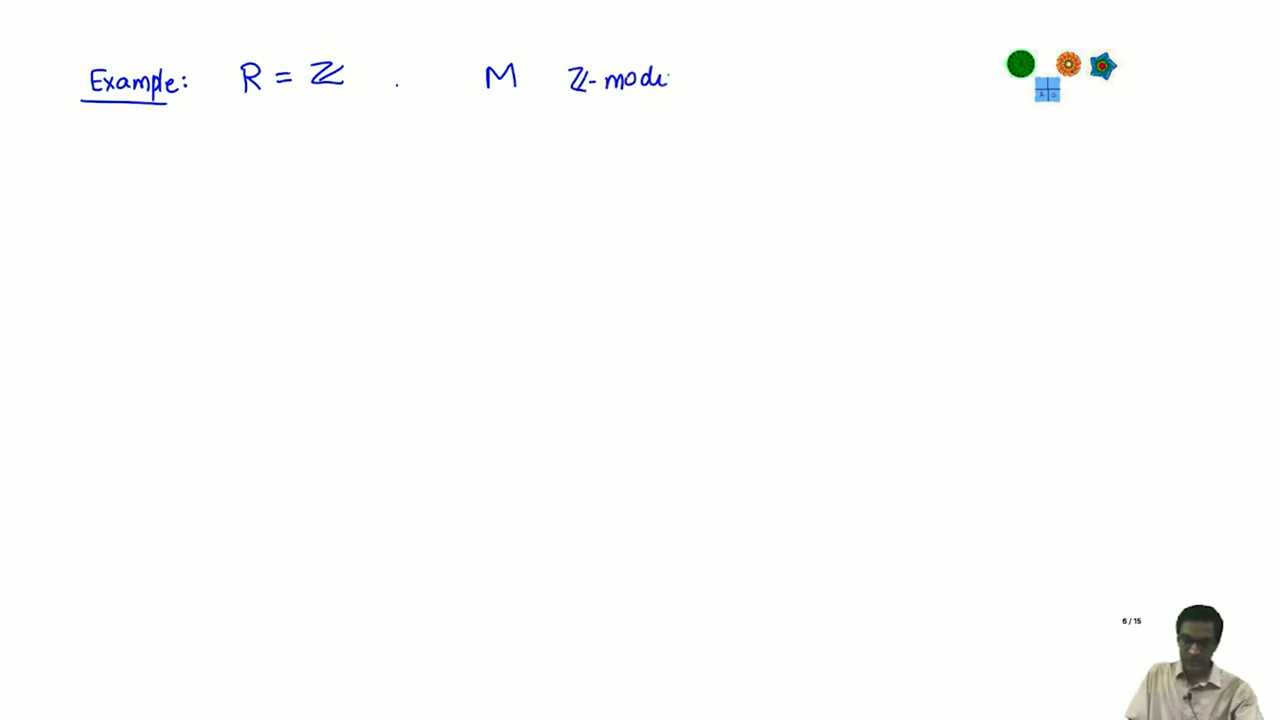 Example: R = ℤ . M ℤ-modu
6 / 15